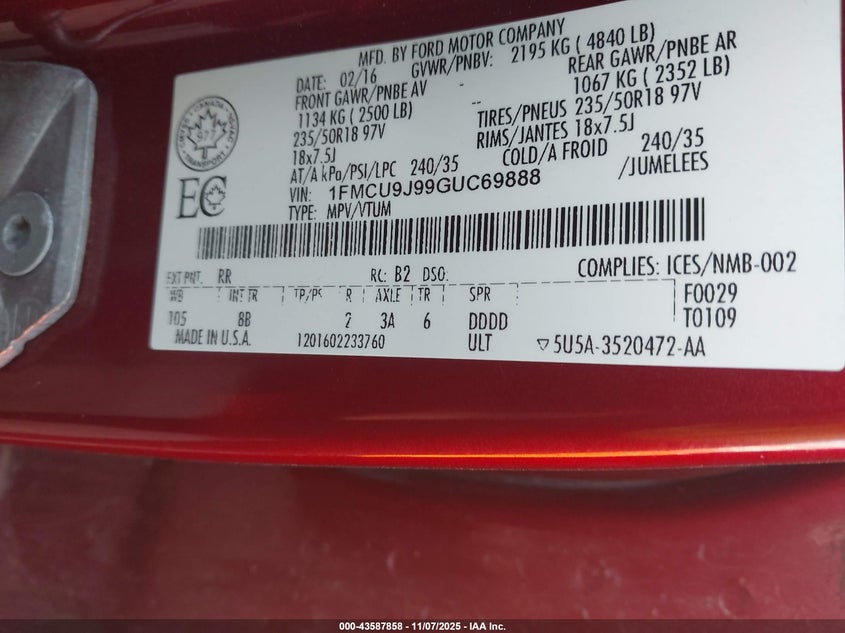 MFD. BY FORD MOTOR COMPANY
DATE: 02/16 GVWR/PNBV: 2195 KG ( 4840 LB)
FRONT GAWR/PNBE AV - REAR GAWR/PNBE AR
1134 KG ( 2500 LB) -- 1067 KG ( 2352 LB)
235/50R18 97V TIRES/PNEUS 235/50R18 97V
18x7.5J RIMS/JANTES 18x7.5J
AT/A kPa/PSI/LPC 240/35 COLD/A FROID 240/35
VIN: 1FMCU9J99GUC69888 /JUMELEES
TYPE: MPV/VTUM
CANADA
TRANSPORT
EC
EXT PNT: RR RC: B2 DSO: COMPLIES: ICES/NMB-002
WB INT TR TP/PS R AXLE TR SPR F0029
105 8B 2 3A 6 DDDD T0109
MADE IN U.S.A. 1201602233760 ULT ▽5U5A-3520472-AA
000-43587858 - 11/07/2025 - IAA Inc.